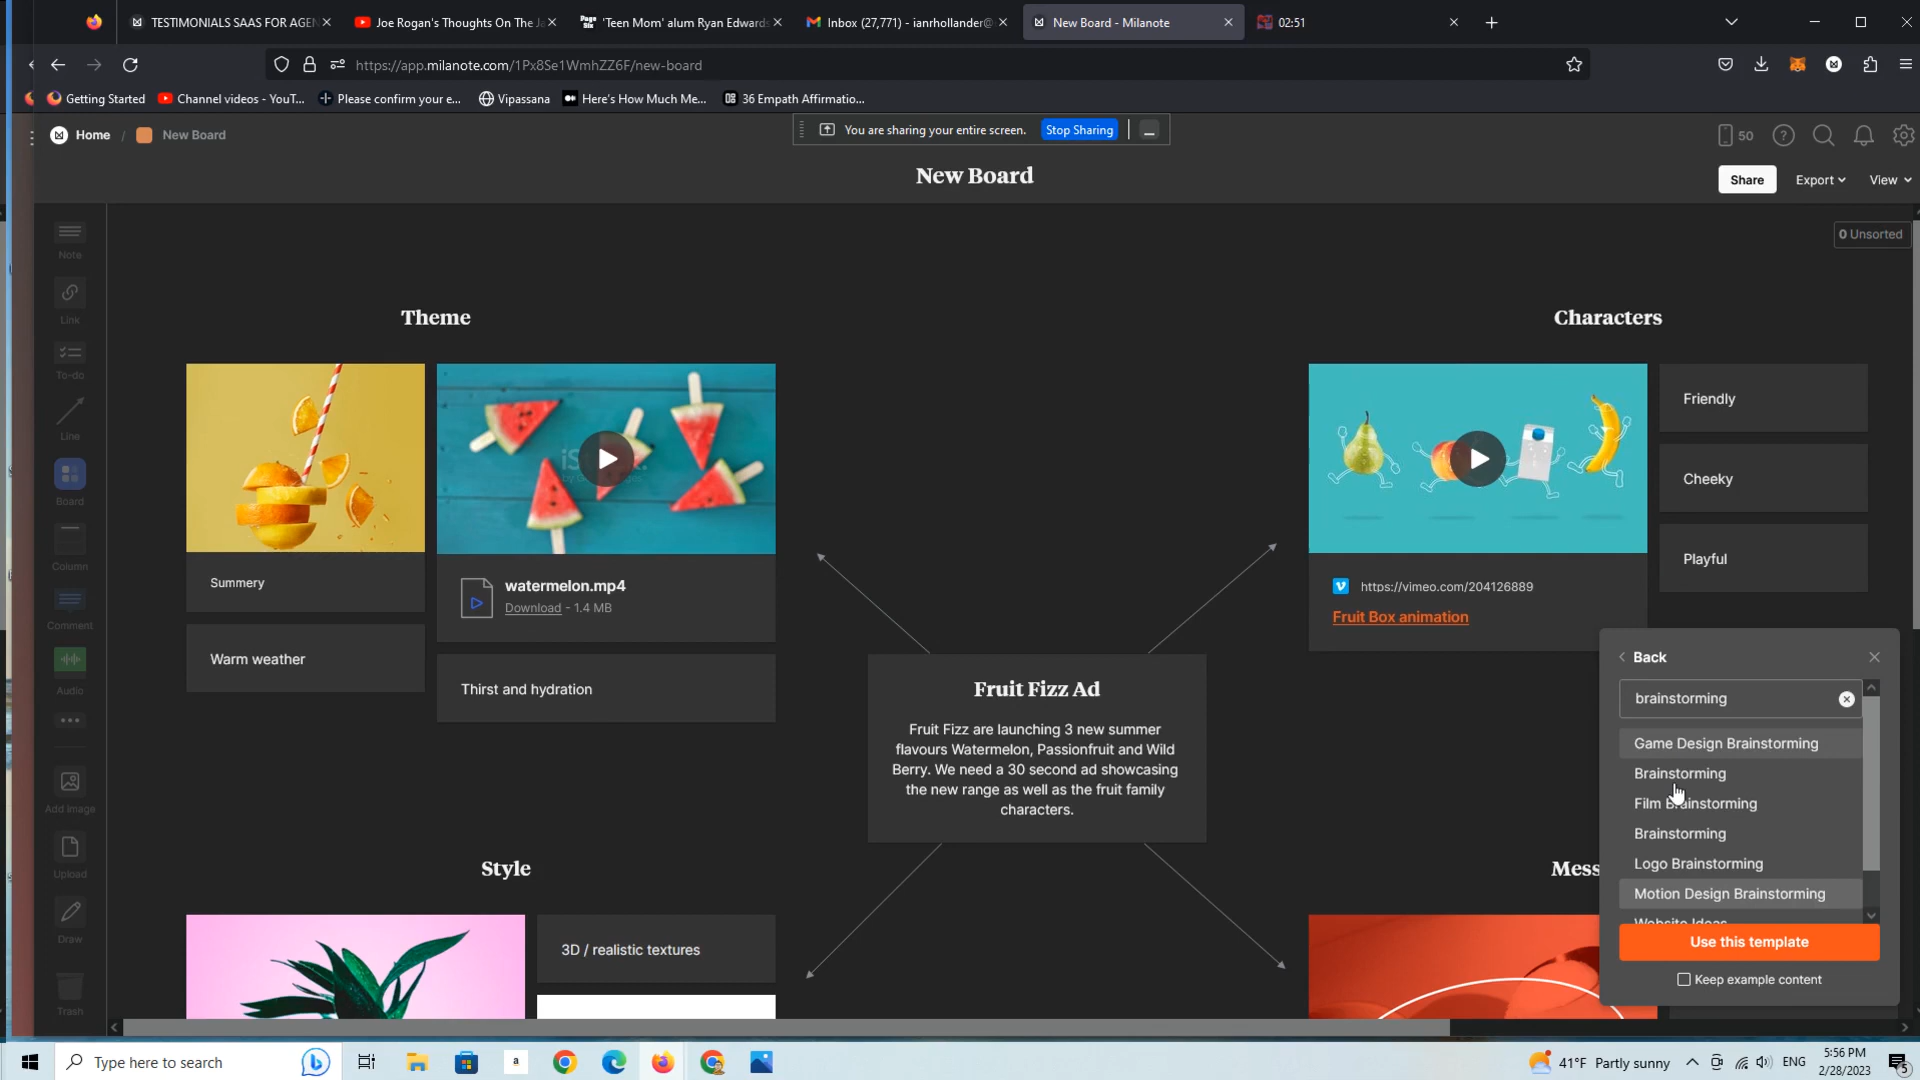 TESTIMONIALS SAAS FOR AGEN
Joe Rogan's Thoughts On The Ja
'Teen Mom' alum Ryan Edwards
Inbox (27,771) - ianrhollander@
New Board - Milanote
02:51
https://app.milanote.com/1Px8Se1WmhZZ6F/new-board
Getting Started
Channel videos - YouT...
Please confirm your e...
Vipassana
Here's How Much Me...
36 Empath Affirmatio...
Home / New Board
You are sharing your entire screen.
Stop Sharing
50
New Board
Share
Export
View
0 Unsorted
Note
Link
To-do
Line
Board
Column
Comment
Audio
Add image
Upload
Draw
Trash
Theme
Summery
Warm weather
watermelon.mp4
Download - 1.4 MB
Thirst and hydration
Characters
https://vimeo.com/204126889
Fruit Box animation
Friendly
Cheeky
Playful
Fruit Fizz Ad
Fruit Fizz are launching 3 new summer
flavours Watermelon, Passionfruit and Wild
Berry. We need a 30 second ad showcasing
the new range as well as the fruit family
characters.
Style
3D / realistic textures
Mess
Back
brainstorming
Game Design Brainstorming
Brainstorming
Film Brainstorming
Brainstorming
Logo Brainstorming
Motion Design Brainstorming
Website Ideas
Use this template
Keep example content
Type here to search
41°F Partly sunny
ENG
5:56 PM
2/28/2023
5